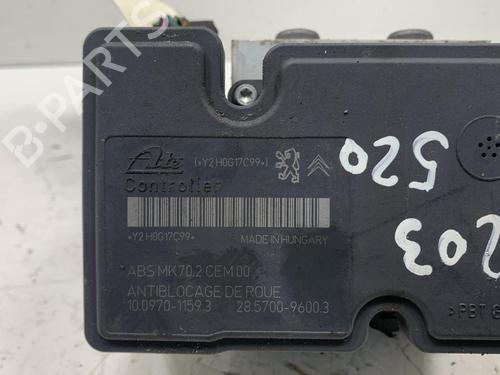 B-PARTS
Ate
(*Y2H0G17C99*)
Controller
*Y2H0G17C99*
MADE IN HUNGARY
ABS MK70.2 CEM 00
ANTIBLOCAGE DE ROUE
10.0970-1159.3
28.5700-9600.3
520
203
>PBT